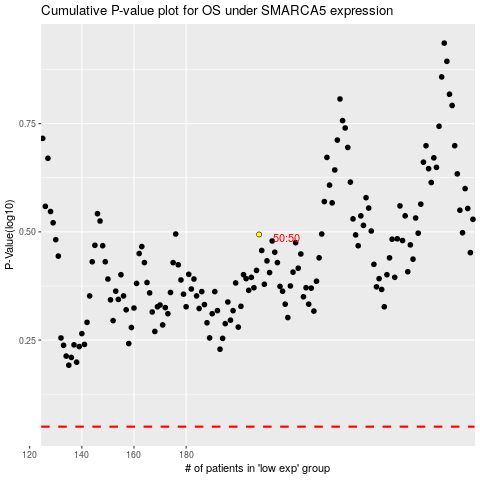 Cumulative P-value plot for OS under SMARCA5 expression
P-Value(log10)
0.75
0.50
0.25
50:50
120 140 160 180
# of patients in 'low exp' group